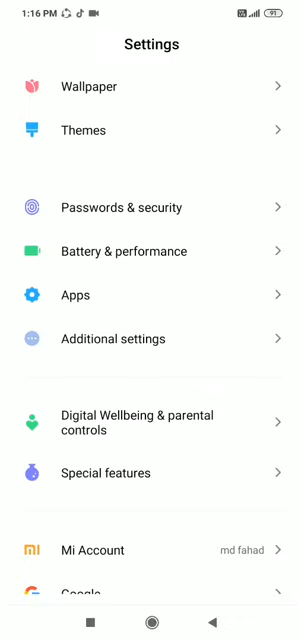 1:16 PM
91
Settings
Wallpaper
Themes
Passwords & security
Battery & performance
Apps
Additional settings
Digital Wellbeing & parental
controls
Special features
Mi Account
md fahad
Google